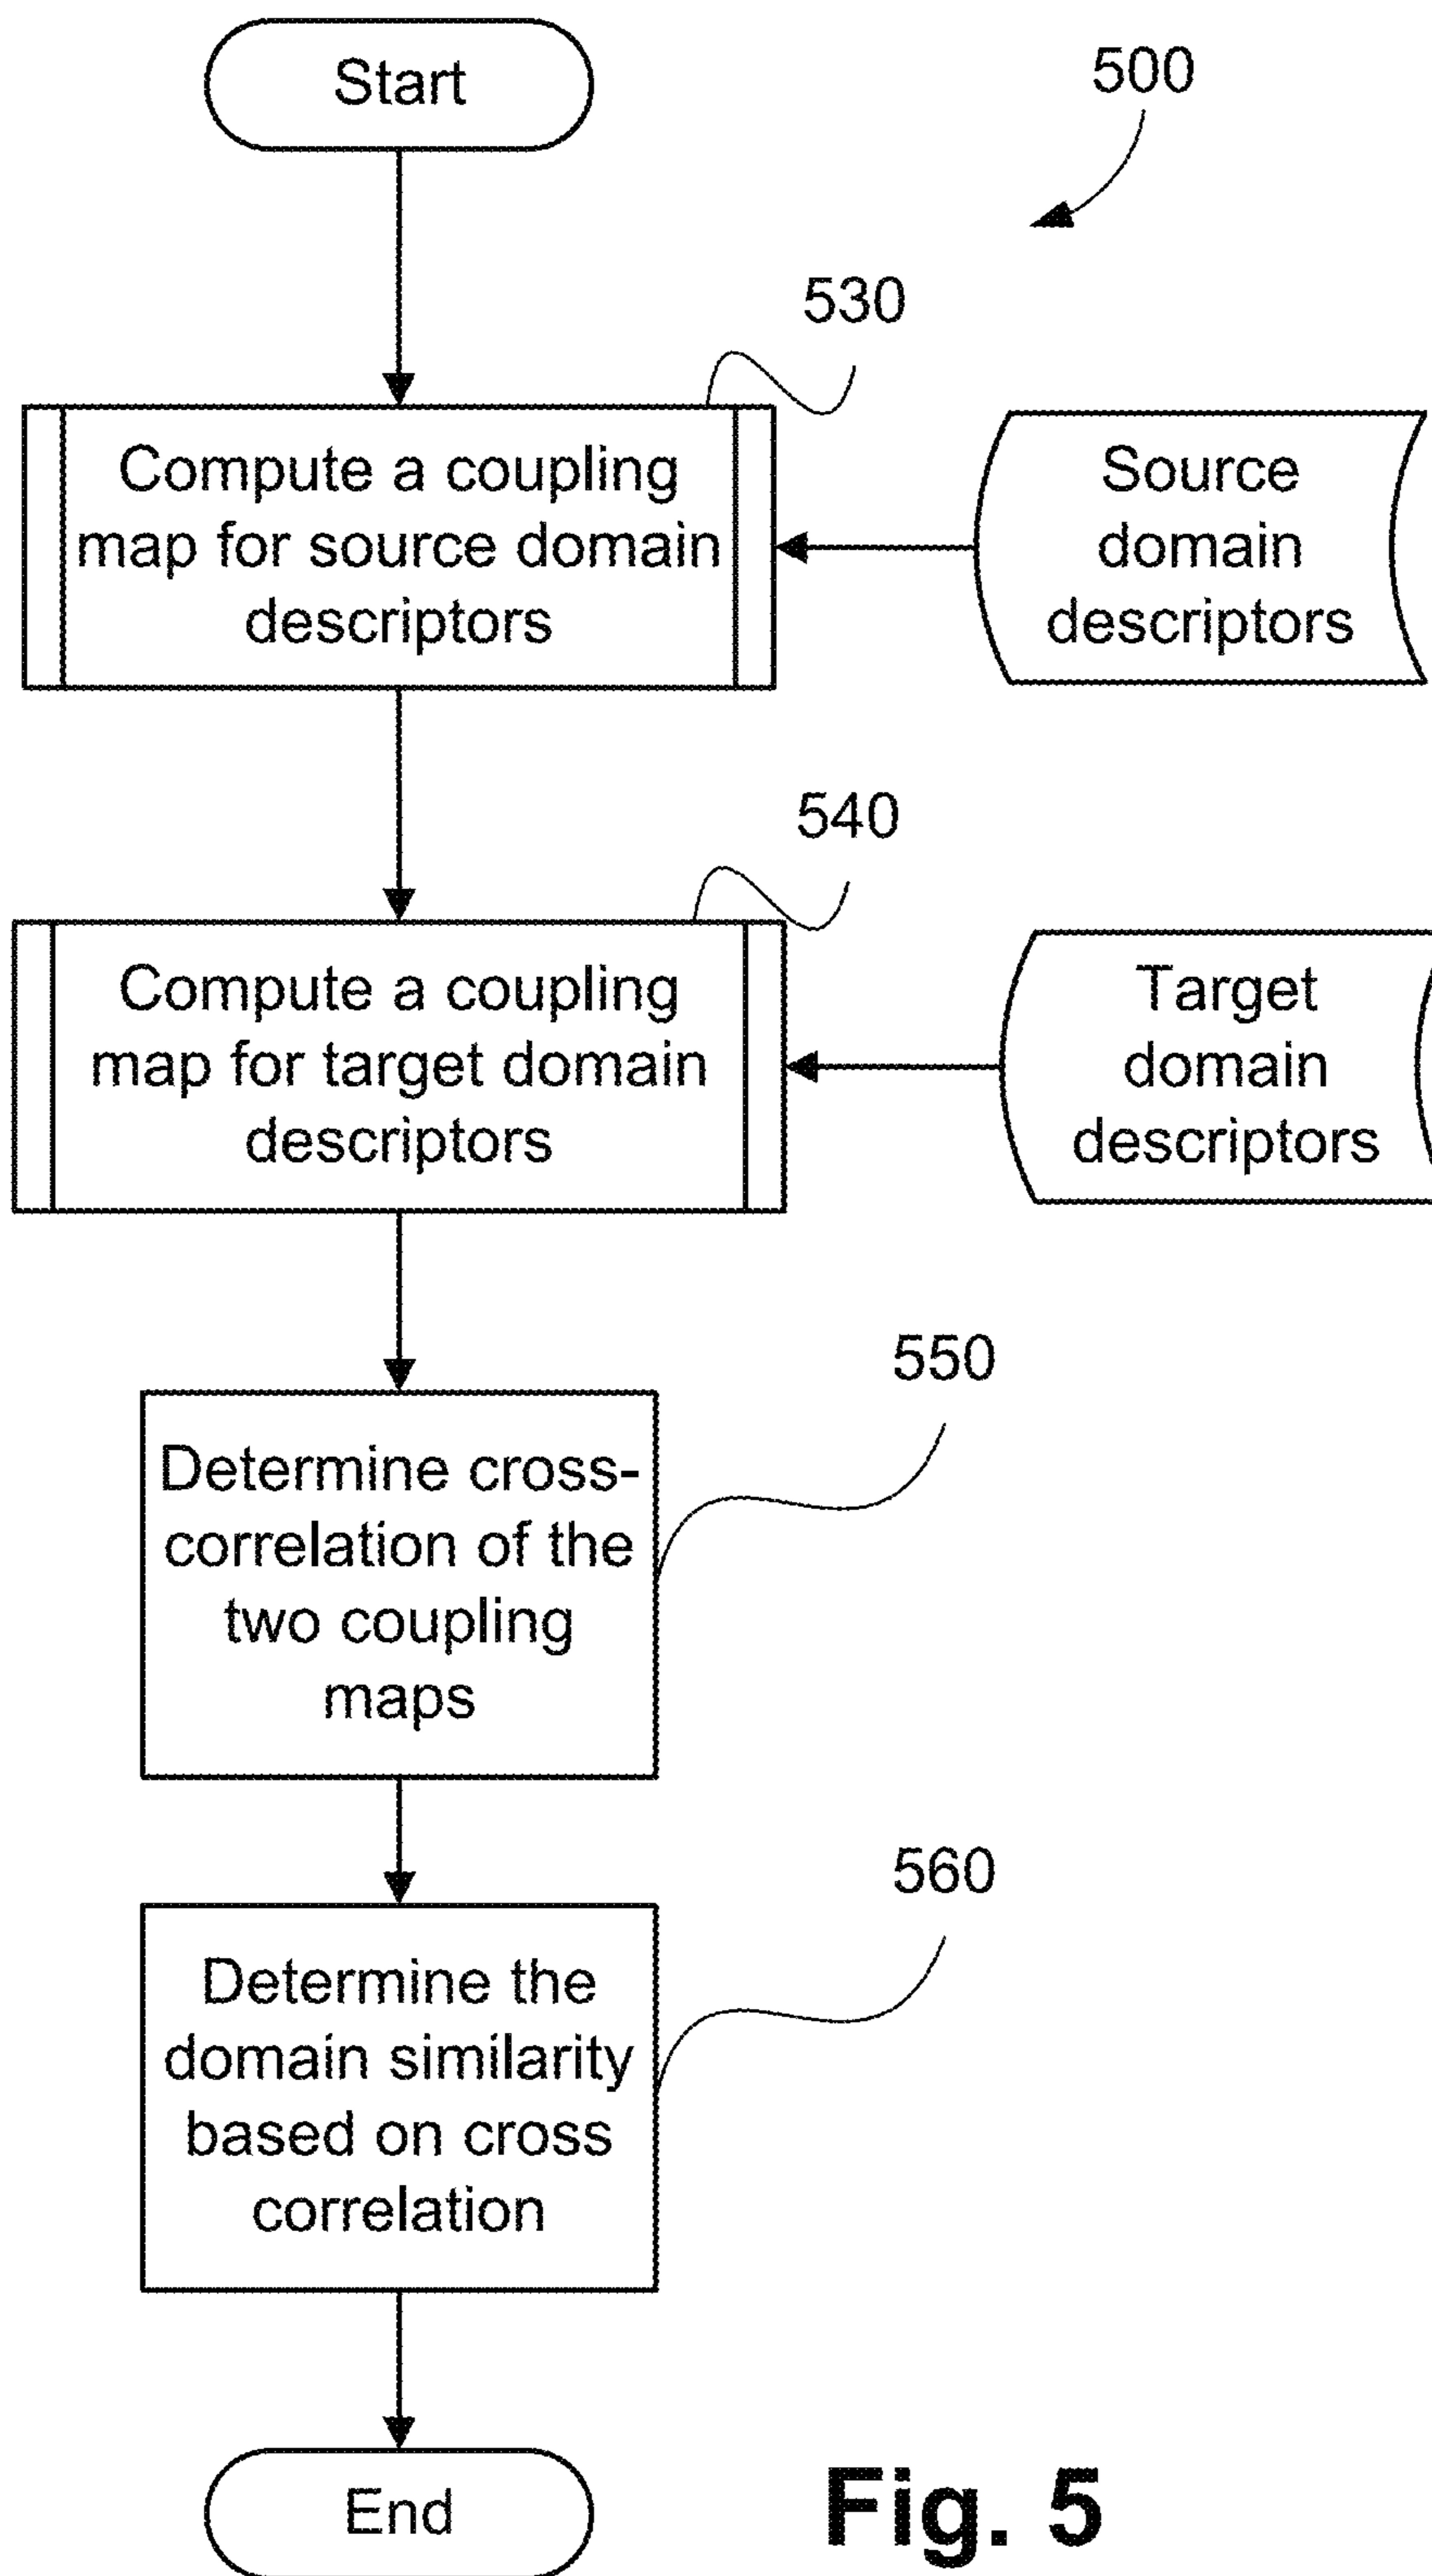 Start
500
530
Compute a coupling
map for source domain
descriptors
Source
domain
descriptors
540
Compute a coupling
map for target domain
descriptors
Target
domain
descriptors
550
Determine cross-
correlation of the
two coupling
maps
560
Determine the
domain similarity
based on cross
correlation
End
Fig. 5